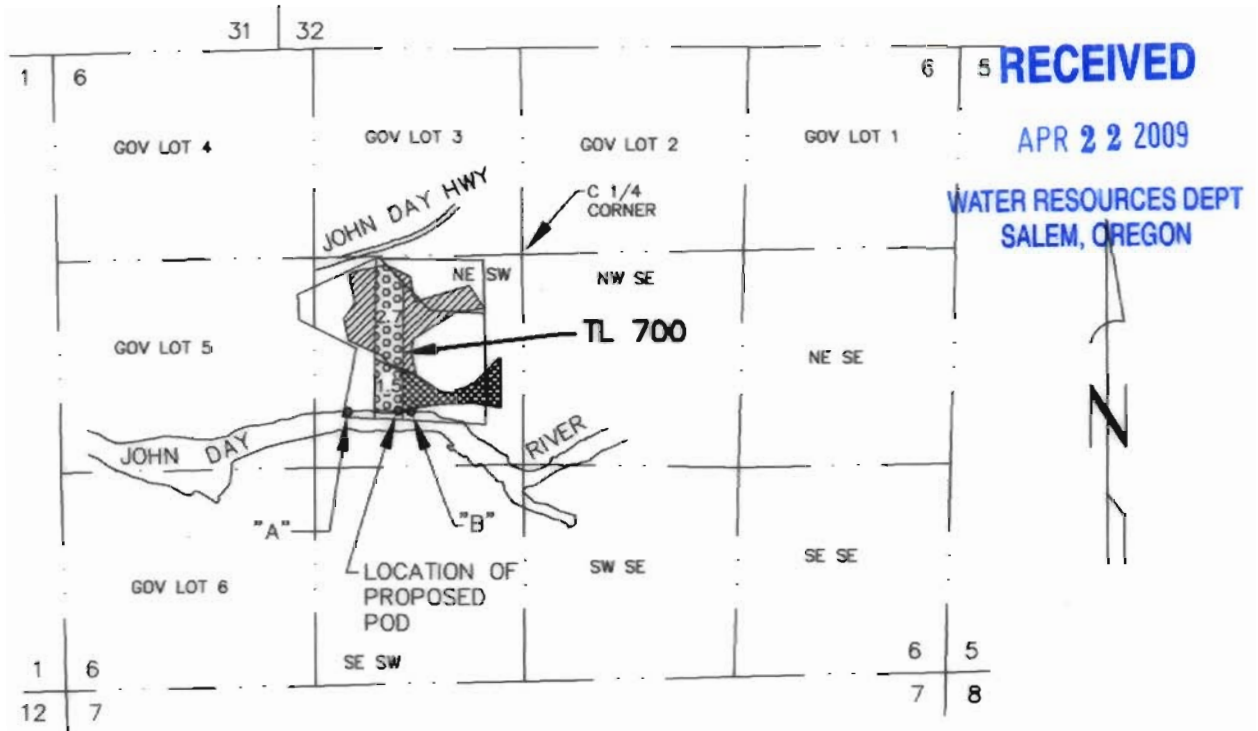 31 32
1 6
6 5
RECEIVED
APR 22 2009
WATER RESOURCES DEPT
SALEM, OREGON
GOV LOT 4
GOV LOT 3
GOV LOT 2
GOV LOT 1
JOHN DAY HWY
C 1/4
CORNER
NE SW
NW SE
2.7
TL 700
GOV LOT 5
NE SE
1.5
JOHN DAY
RIVER
"A"
"B"
LOCATION OF
PROPOSED
POD
GOV LOT 6
SW SE
SE SE
SE SW
1 6
12 7
6 5
7 8
N